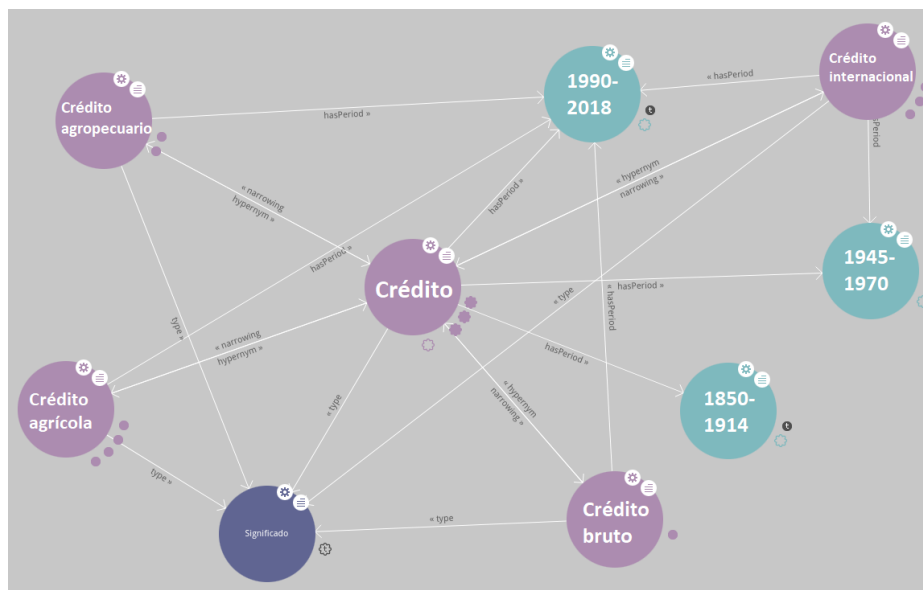 1990-
2018
« hasPeriod
Crédito
internacional
Crédito
agropecuario
hasPeriod »
hasPeriod
« hypernym
narrowing »
« narrowing
hypernym »
hasPeriod »
hasPeriod »
1945-
1970
Crédito
hasPeriod »
« hasPeriod
« type
type »
« narrowing
hypernym »
hasPeriod »
1850-
1914
Crédito
agrícola
« type
« hypernym
narrowing »
type »
Crédito
bruto
« type
Significado